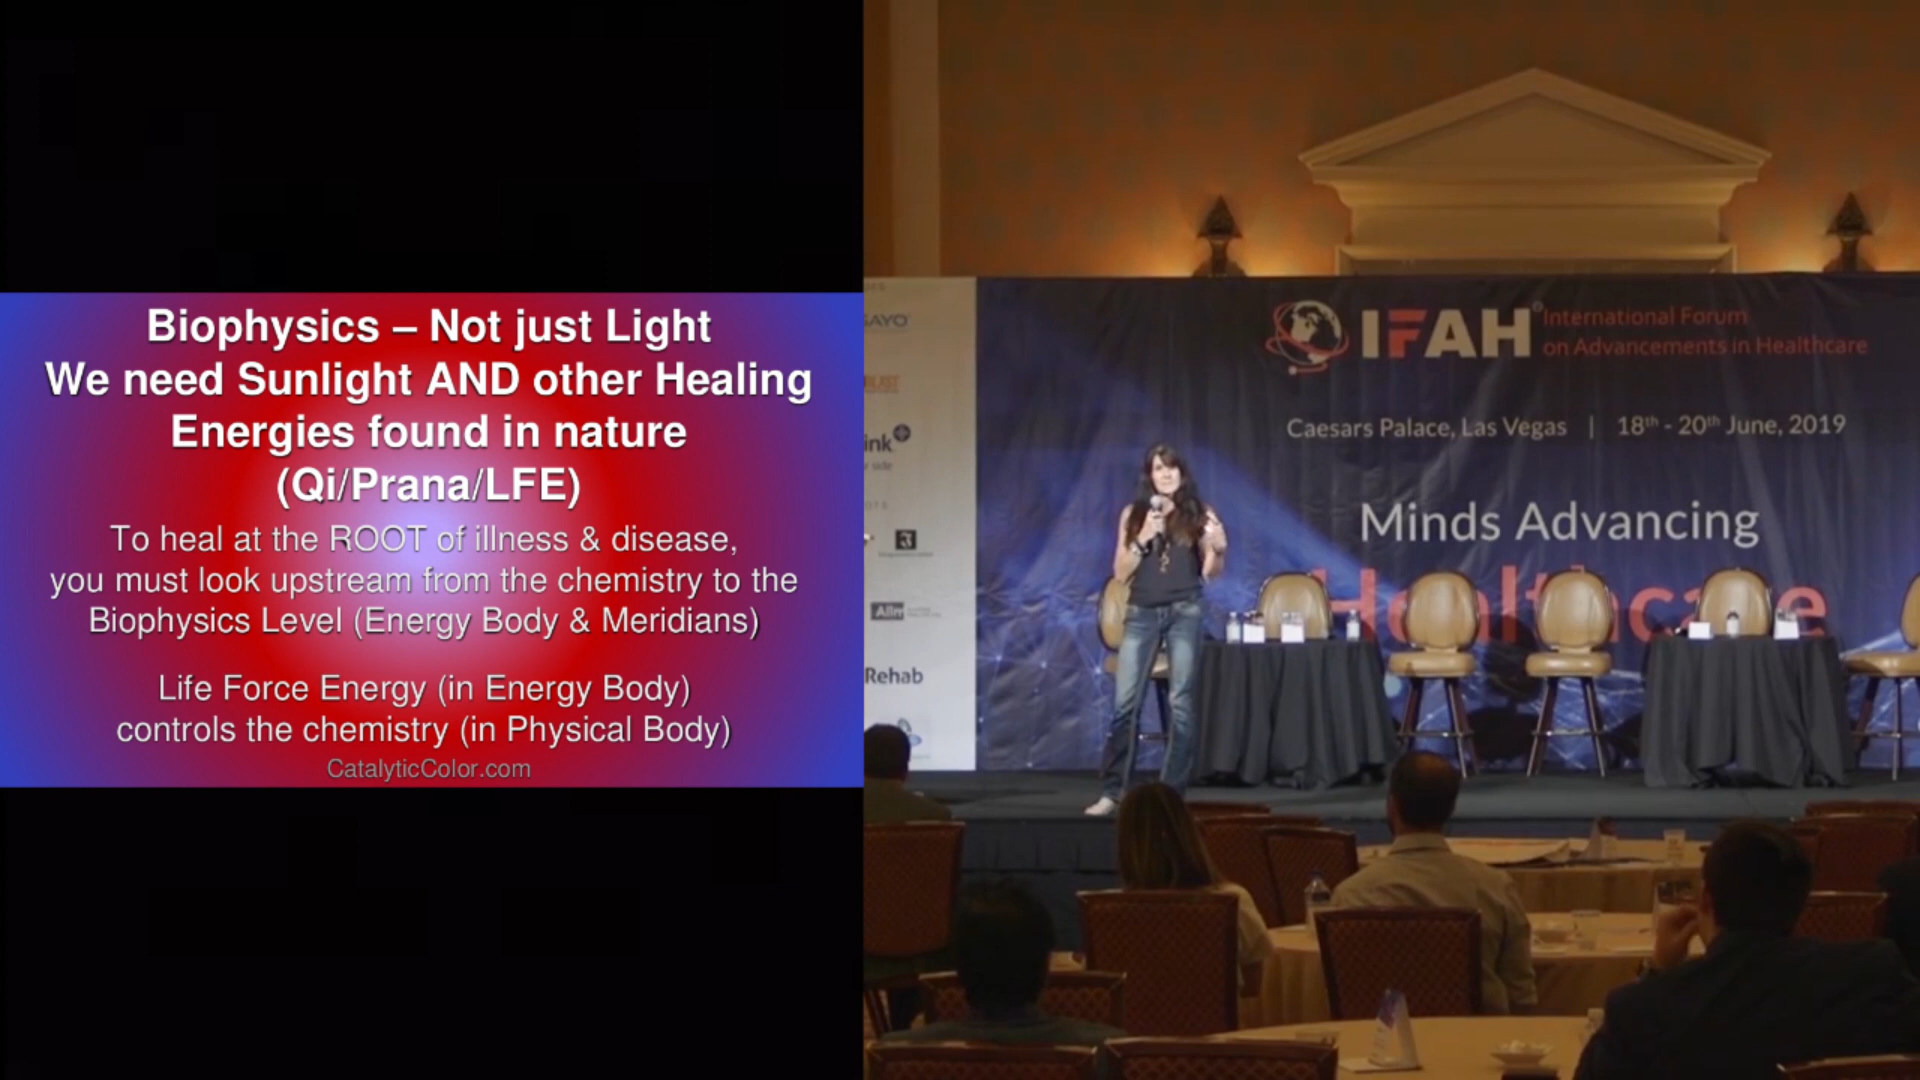 Biophysics – Not just Light
We need Sunlight AND other Healing
Energies found in nature
(Qi/Prana/LFE)
To heal at the ROOT of illness & disease,
you must look upstream from the chemistry to the
Biophysics Level (Energy Body & Meridians)
Life Force Energy (in Energy Body)
controls the chemistry (in Physical Body)
CatalyticColor.com
IFAH® International Forum
on Advancements in Healthcare
Caesars Palace, Las Vegas | 18th - 20th June, 2019
Minds Advancing
Rehab